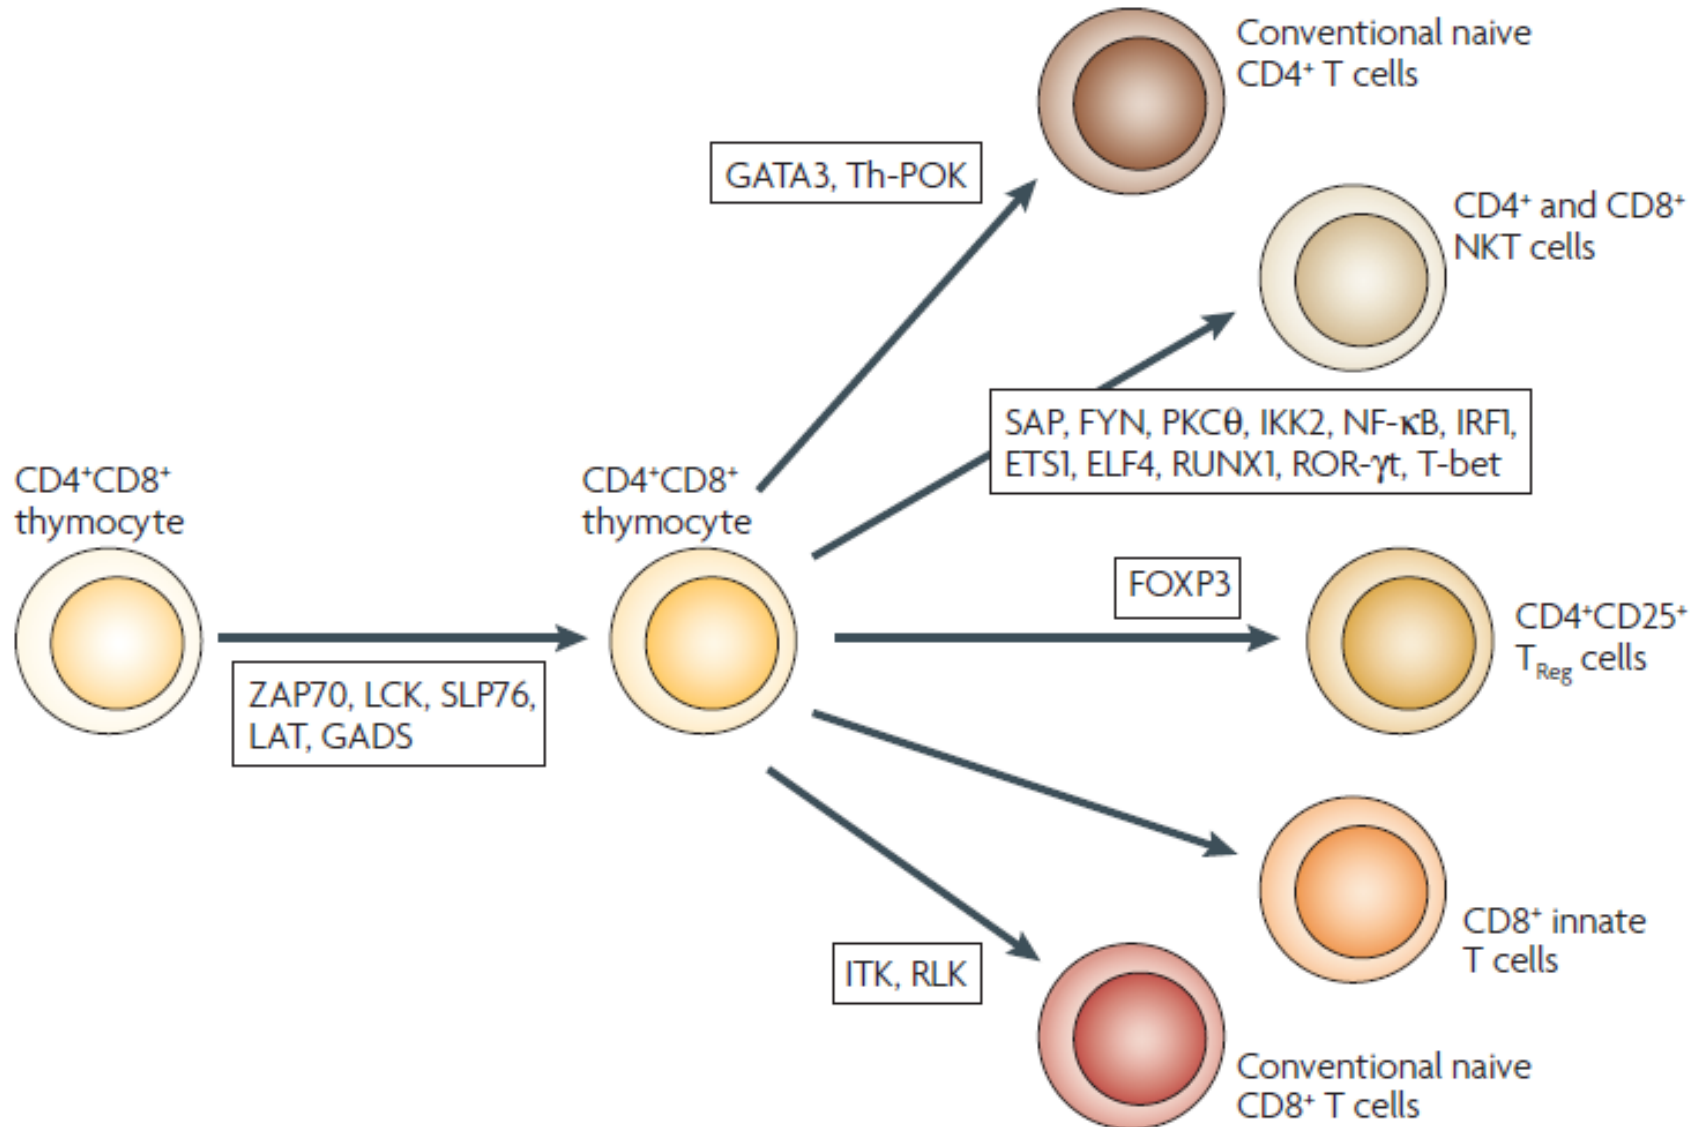 Conventional naive
CD4⁺ T cells
GATA3, Th-POK
CD4⁺ and CD8⁺
NKT cells
SAP, FYN, PKCθ, IKK2, NF-κB, IRF1,
ETS1, ELF4, RUNX1, ROR-γt, T-bet
CD4⁺CD8⁺
thymocyte
CD4⁺CD8⁺
thymocyte
FOXP3
CD4⁺CD25⁺
T_Reg cells
ZAP70, LCK, SLP76,
LAT, GADS
CD8⁺ innate
T cells
ITK, RLK
Conventional naive
CD8⁺ T cells